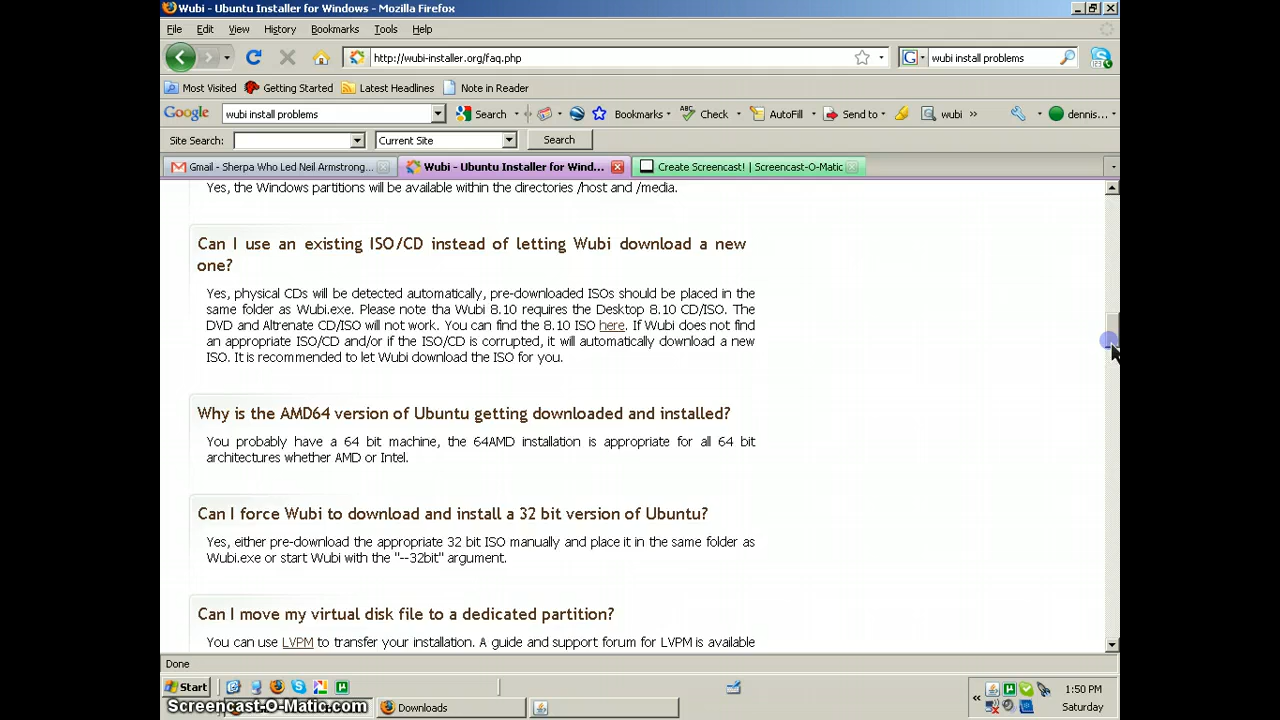 Wubi - Ubuntu Installer for Windows - Mozilla Firefox
File Edit View History Bookmarks Tools Help
http://wubi-installer.org/faq.php wubi install problems
Most Visited Getting Started Latest Headlines Note in Reader
Google wubi install problems Search Bookmarks Check AutoFill Send to wubi » dennis...
Site Search: Current Site Search
Gmail - Sherpa Who Led Neil Armstrong... Wubi - Ubuntu Installer for Wind... Create Screencast! | Screencast-O-Matic
Yes, the Windows partitions will be available within the directories /host and /media.
Can I use an existing ISO/CD instead of letting Wubi download a new
one?
Yes, physical CDs will be detected automatically, pre-downloaded ISOs should be placed in the
same folder as Wubi.exe. Please note tha Wubi 8.10 requires the Desktop 8.10 CD/ISO. The
DVD and Altrenate CD/ISO will not work. You can find the 8.10 ISO here. If Wubi does not find
an appropriate ISO/CD and/or if the ISO/CD is corrupted, it will automatically download a new
ISO. It is recommended to let Wubi download the ISO for you.
Why is the AMD64 version of Ubuntu getting downloaded and installed?
You probably have a 64 bit machine, the 64AMD installation is appropriate for all 64 bit
architectures whether AMD or Intel.
Can I force Wubi to download and install a 32 bit version of Ubuntu?
Yes, either pre-download the appropriate 32 bit ISO manually and place it in the same folder as
Wubi.exe or start Wubi with the "--32bit" argument.
Can I move my virtual disk file to a dedicated partition?
You can use LVPM to transfer your installation. A guide and support forum for LVPM is available
Done
Start « 1:50 PM
Screencast-O-Matic.com Downloads Saturday